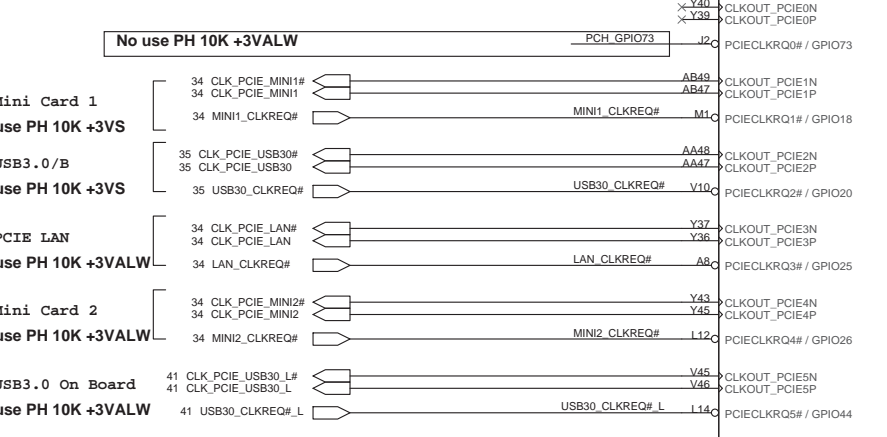 Y40 CLKOUT_PCIE0N
Y39 CLKOUT_PCIE0P
No use PH 10K +3VALW PCH_GPIO73 J2 PCIECLKRQ0# / GPIO73
34 CLK_PCIE_MINI1# AB49 CLKOUT_PCIE1N
34 CLK_PCIE_MINI1 AB47 CLKOUT_PCIE1P
Card 1
34 MINI1_CLKREQ# MINI1_CLKREQ# M1 PCIECLKRQ1# / GPIO18
use PH 10K +3VS
35 CLK_PCIE_USB30# AA48 CLKOUT_PCIE2N
35 CLK_PCIE_USB30 AA47 CLKOUT_PCIE2P
USB3.0/B
use PH 10K +3VS 35 USB30_CLKREQ# USB30_CLKREQ# V10 PCIECLKRQ2# / GPIO20
34 CLK_PCIE_LAN# Y37 CLKOUT_PCIE3N
PCIE LAN 34 CLK_PCIE_LAN Y36 CLKOUT_PCIE3P
use PH 10K +3VALW 34 LAN_CLKREQ# LAN_CLKREQ# A8 PCIECLKRQ3# / GPIO25
34 CLK_PCIE_MINI2# Y43 CLKOUT_PCIE4N
Card 2 34 CLK_PCIE_MINI2 Y45 CLKOUT_PCIE4P
use PH 10K +3VALW 34 MINI2_CLKREQ# MINI2_CLKREQ# L12 PCIECLKRQ4# / GPIO26
41 CLK_PCIE_USB30_L# V45 CLKOUT_PCIE5N
USB3.0 On Board 41 CLK_PCIE_USB30_L V46 CLKOUT_PCIE5P
use PH 10K +3VALW 41 USB30_CLKREQ#_L USB30_CLKREQ#_L L14 PCIECLKRQ5# / GPIO44